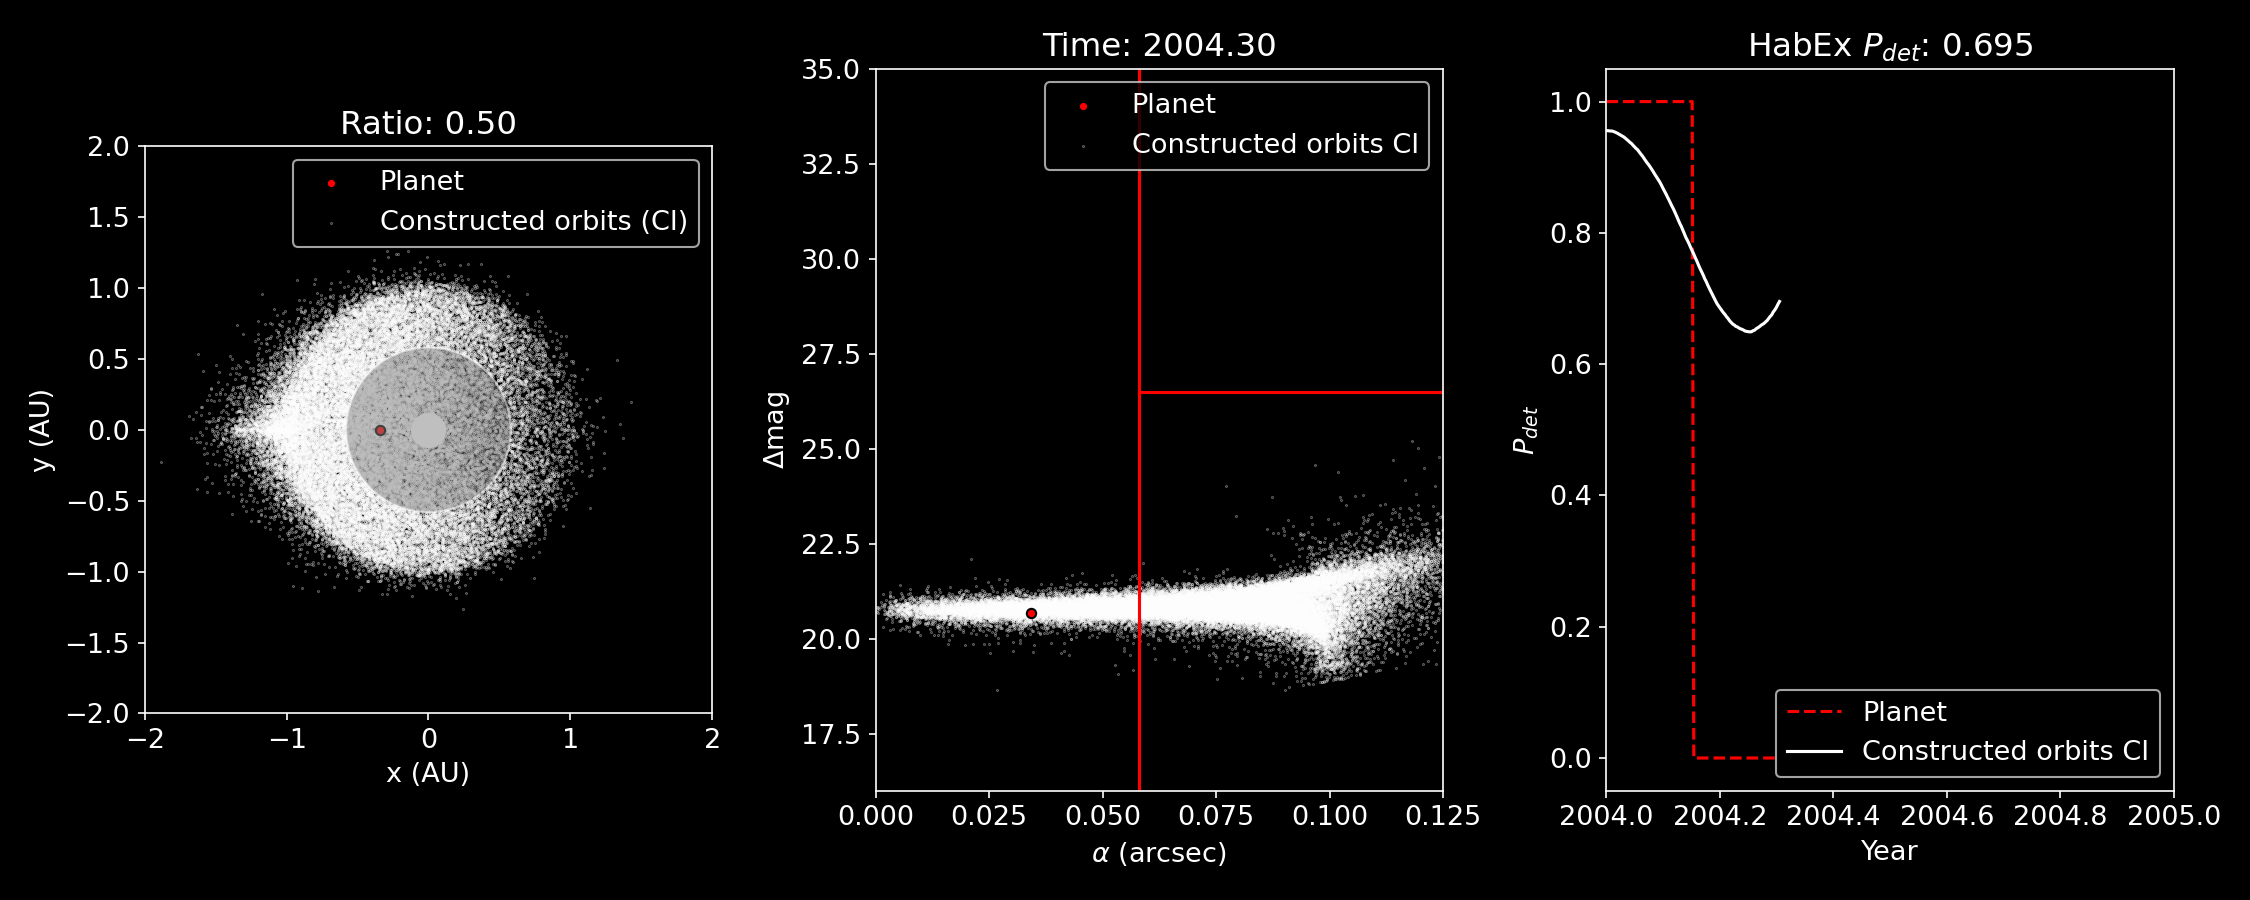 Ratio: 0.50
Planet
Constructed orbits (CI)
2.0
1.5
1.0
0.5
0.0
−0.5
−1.0
−1.5
−2.0
y (AU)
−2 −1 0 1 2
x (AU)
Time: 2004.30
Planet
Constructed orbits CI
35.0
32.5
30.0
27.5
25.0
22.5
20.0
17.5
Δmag
0.000 0.025 0.050 0.075 0.100 0.125
α (arcsec)
HabEx P_det: 0.695
1.0
0.8
0.6
0.4
0.2
0.0
P_det
Planet
Constructed orbits CI
2004.0 2004.2 2004.4 2004.6 2004.8 2005.0
Year